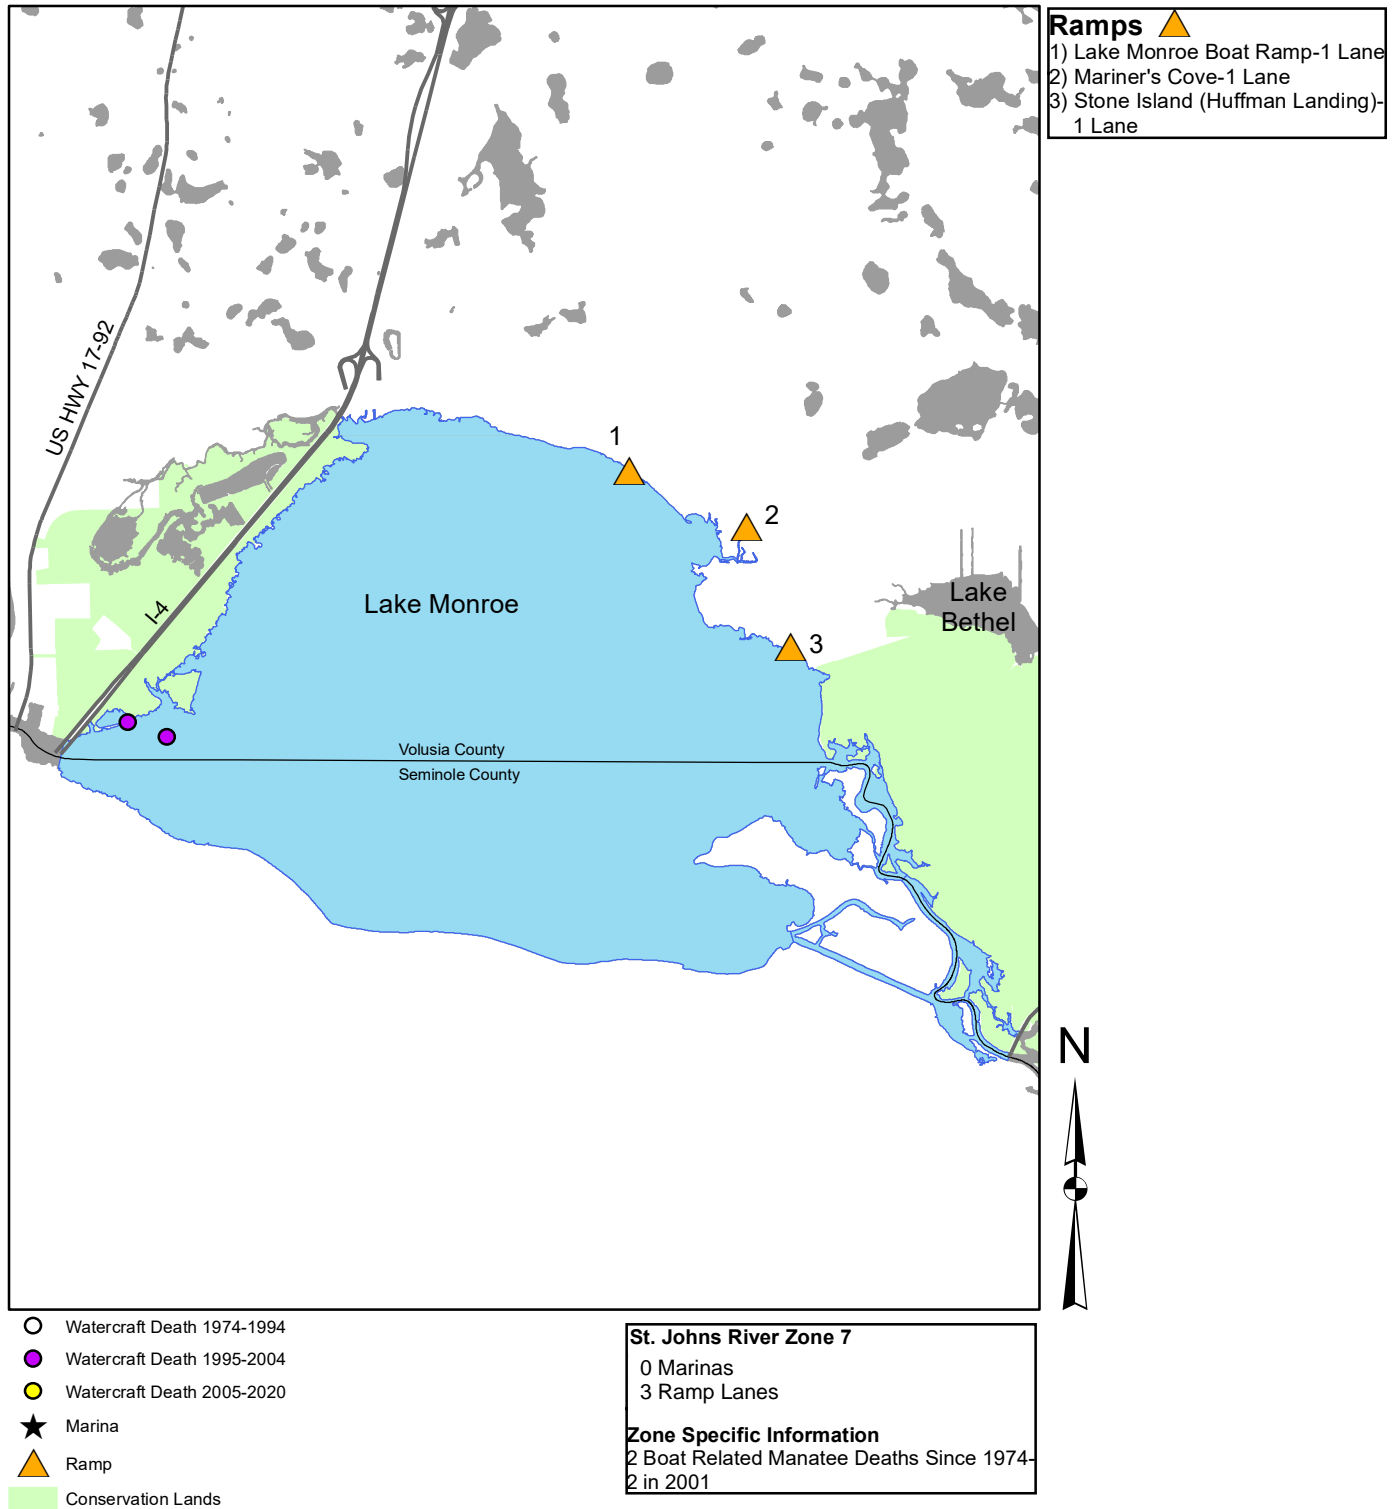 Ramps
1) Lake Monroe Boat Ramp-1 Lane
2) Mariner's Cove-1 Lane
3) Stone Island (Huffman Landing)-
1 Lane
US HWY 17-92
1
2
Lake Monroe
I-4
Lake
Bethel
3
Volusia County
Seminole County
N
Watercraft Death 1974-1994
Watercraft Death 1995-2004
Watercraft Death 2005-2020
Marina
Ramp
Conservation Lands
St. Johns River Zone 7
0 Marinas
3 Ramp Lanes
Zone Specific Information
2 Boat Related Manatee Deaths Since 1974-
2 in 2001